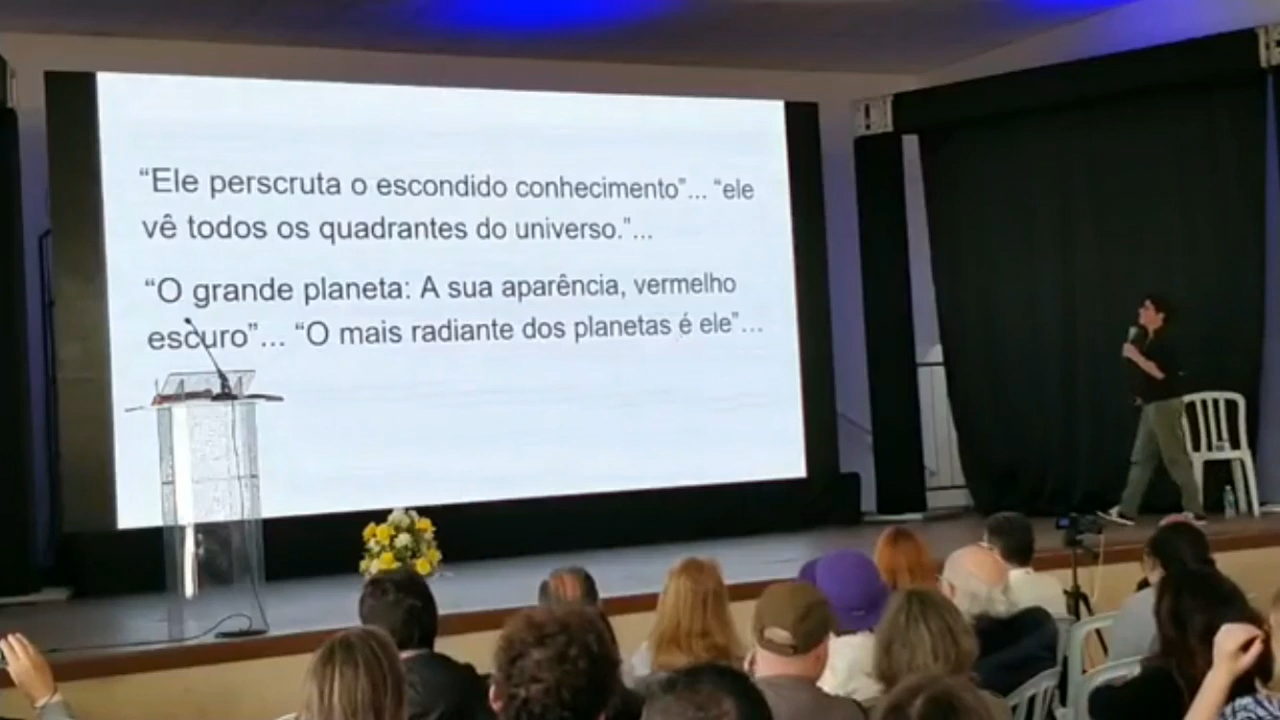 “Ele perscruta o escondido conhecimento”... “ele
vê todos os quadrantes do universo.”...
“O grande planeta: A sua aparência, vermelho
escuro”... “O mais radiante dos planetas é ele”...